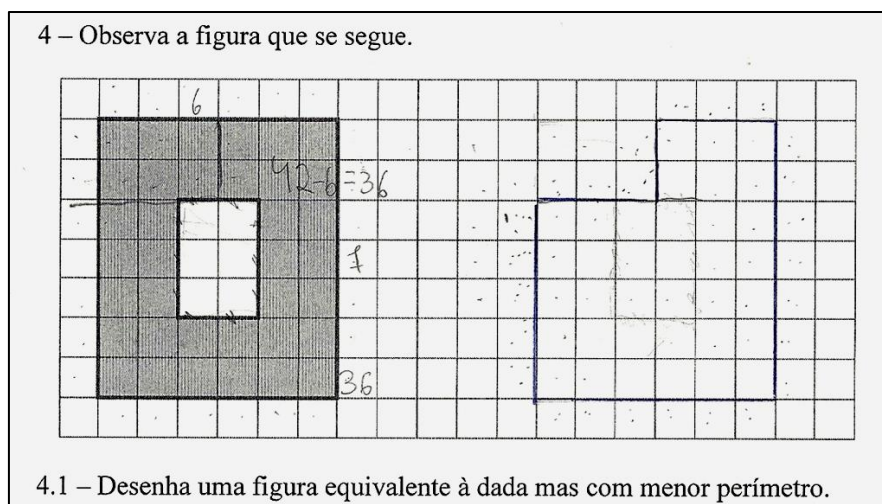 4 – Observa a figura que se segue.
6
42-6=36
7
36
4.1 – Desenha uma figura equivalente à dada mas com menor perímetro.